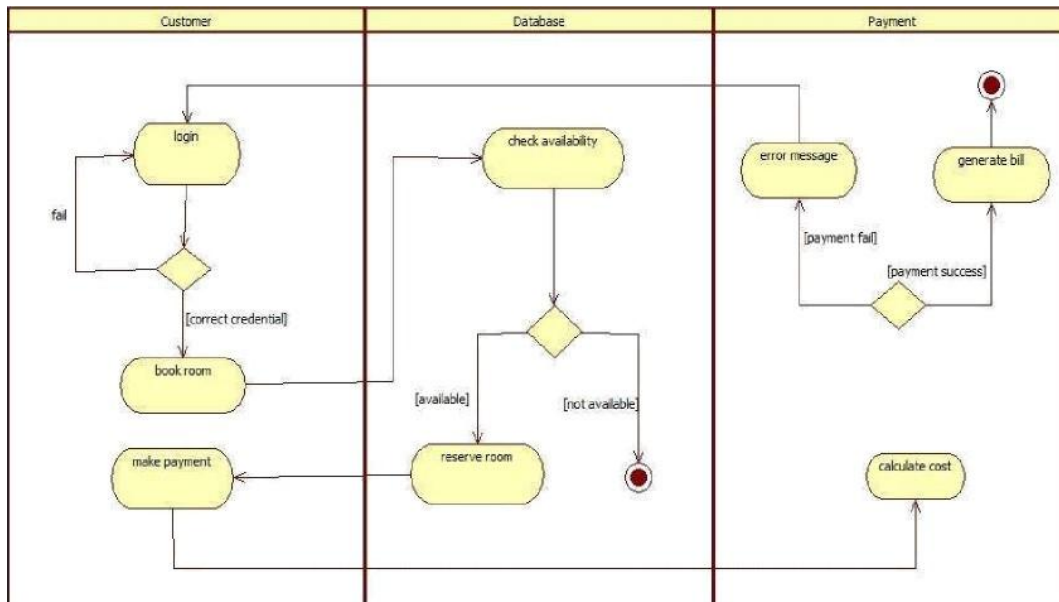 Customer
Database
Payment
login
check availability
error message
generate bill
fail
[payment fail]
[payment success]
[correct credential]
book room
[available]
[not available]
make payment
reserve room
calculate cost